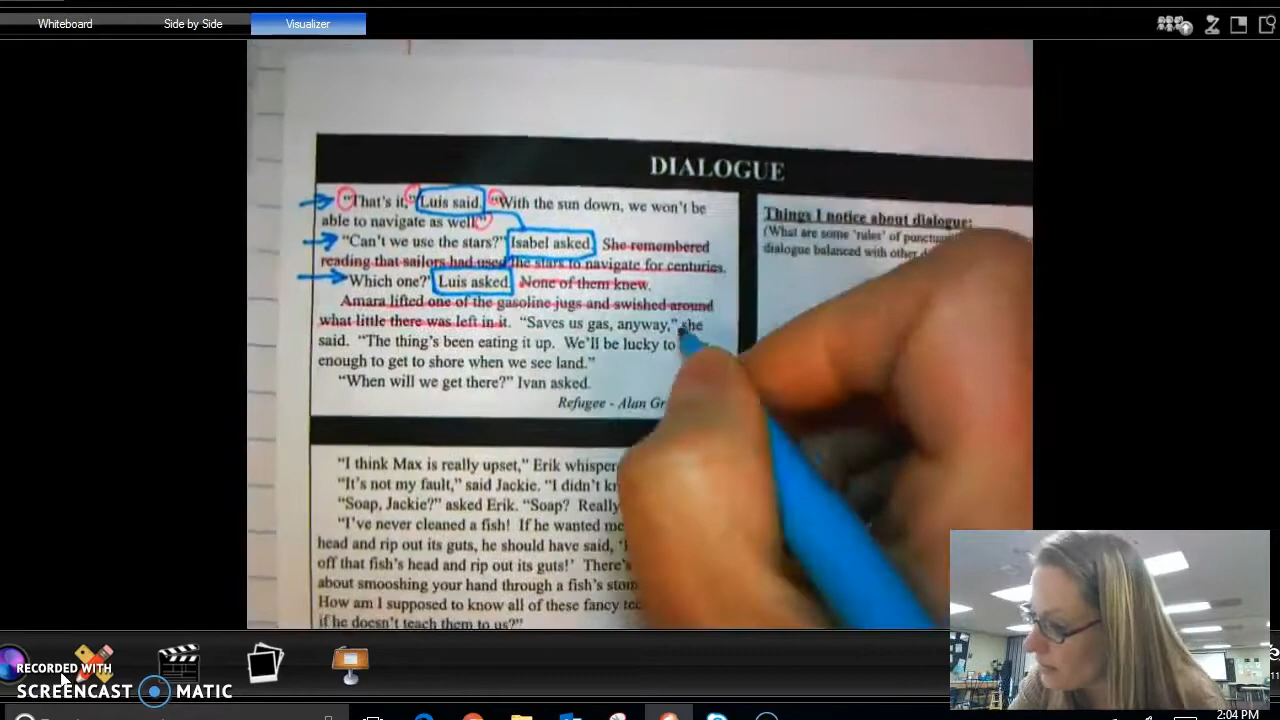 Whiteboard
Side by Side
Visualizer
DIALOGUE
"That's it," Luis said. "With the sun down, we won't be
able to navigate as well."
"Can't we use the stars?" Isabel asked. She remembered
reading that sailors had used the stars to navigate for centuries.
"Which one?" Luis asked. None of them knew.
Amara lifted one of the gasoline jugs and swished around
what little there was left in it. "Saves us gas, anyway," she
said. "The thing's been eating it up. We'll be lucky to
enough to get to shore when we see land."
"When will we get there?" Ivan asked.
Refugee - Alan
Things I notice about dialogue:
(What are some 'rules' of
dialogue balanced with other
"I think Max is really upset," Erik
"It's not my fault," said Jackie. "I didn't
"Soap, Jackie?" asked Erik. "Soap? Really
"I've never cleaned a fish! If he wanted me
head and rip out its guts, he should have said,
off that fish's head and rip out its guts!'
about smooshing your hand through a fish's
How am I supposed to know all of these fancy
if he doesn't teach them to us?"
RECORDED WITH
SCREENCAST MATIC
2:04 PM